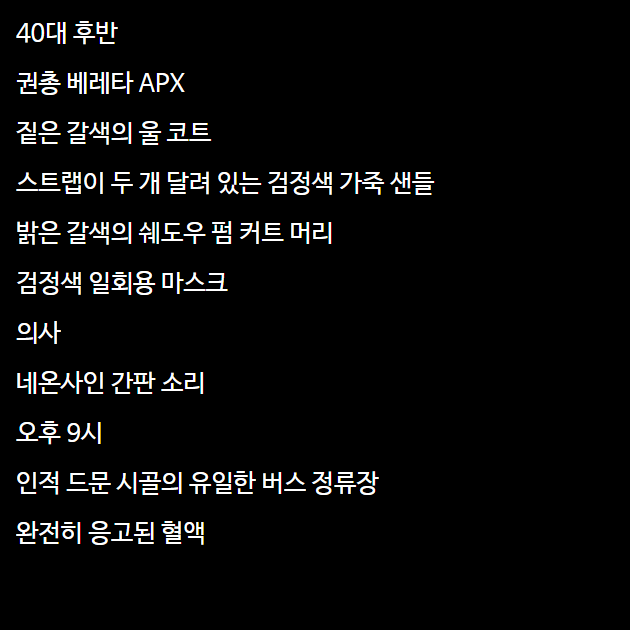 40대 후반
권총 베레타 APX
짙은 갈색의 울 코트
스트랩이 두 개 달려 있는 검정색 가죽 샌들
밝은 갈색의 쉐도우 펌 커트 머리
검정색 일회용 마스크
의사
네온사인 간판 소리
오후 9시
인적 드문 시골의 유일한 버스 정류장
완전히 응고된 혈액